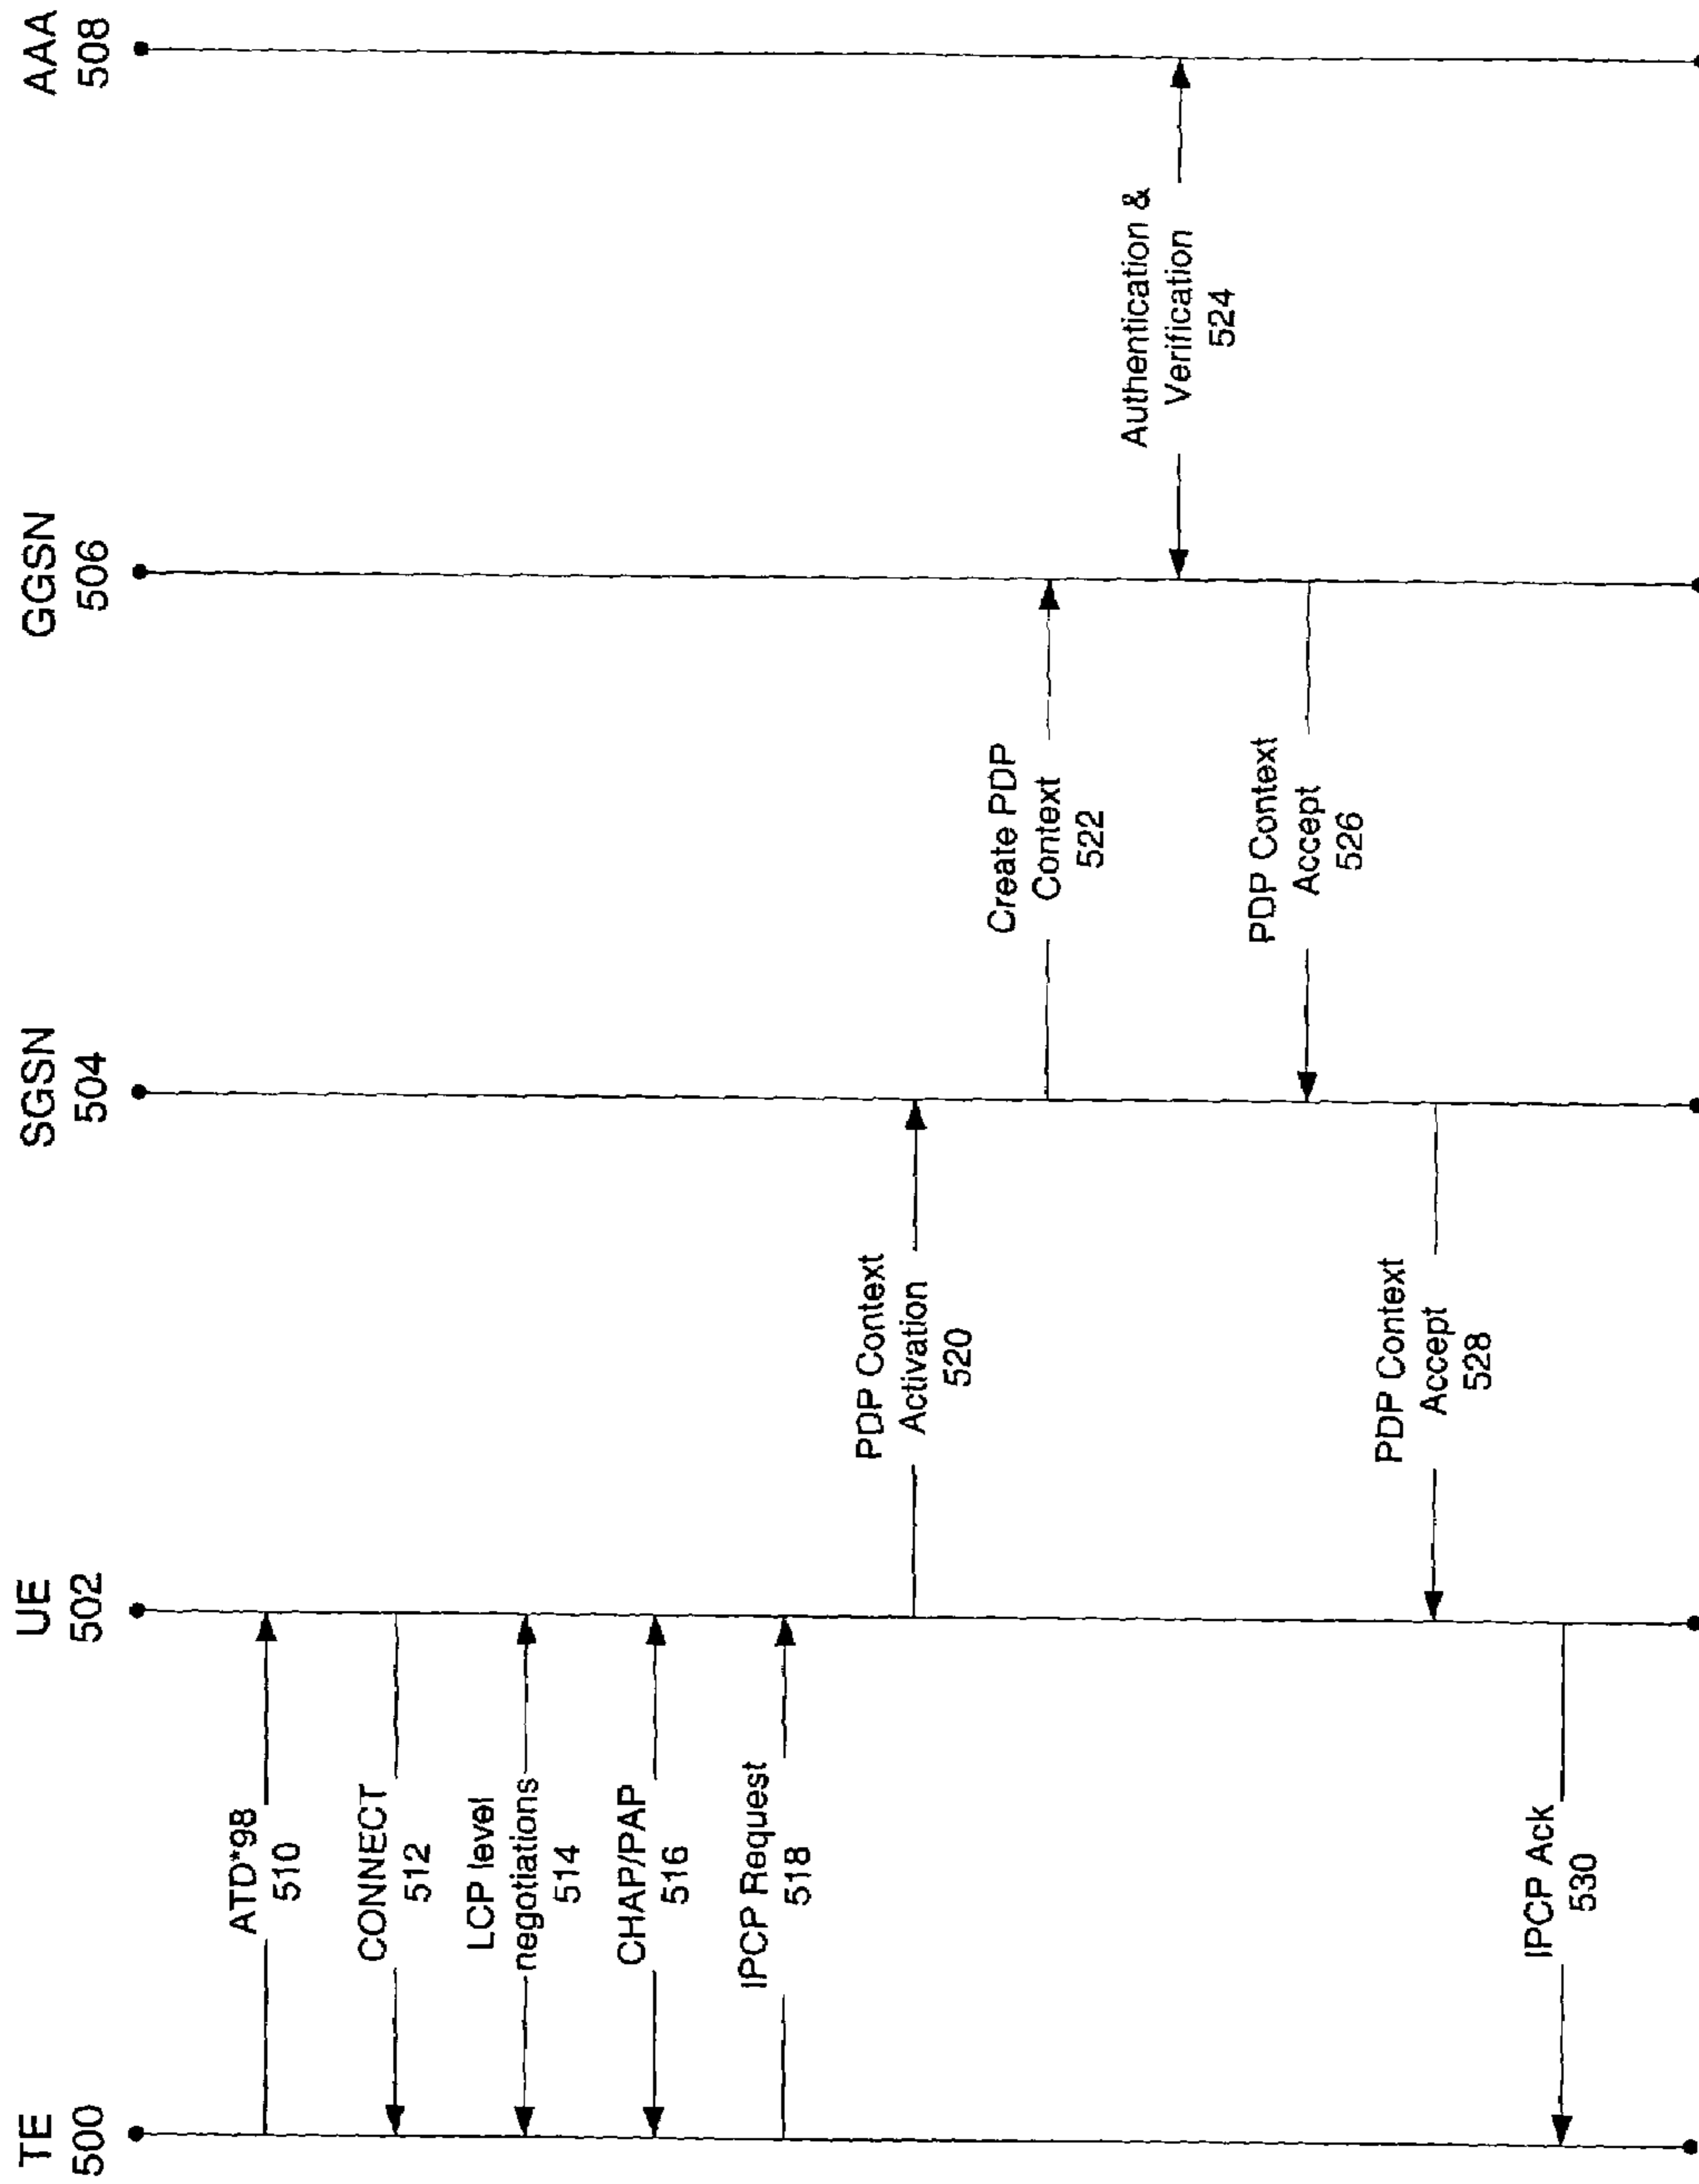 TE
500
UE
502
SGSN
504
GGSN
506
AAA
508
ATD*98
510
CONNECT
512
LCP level
negotiations
514
CHAP/PAP
516
IPCP Request
518
PDP Context
Activation
520
Create PDP
Context
522
Authentication &
Verification
524
PDP Context
Accept
526
PDP Context
Accept
528
IPCP Ack
530